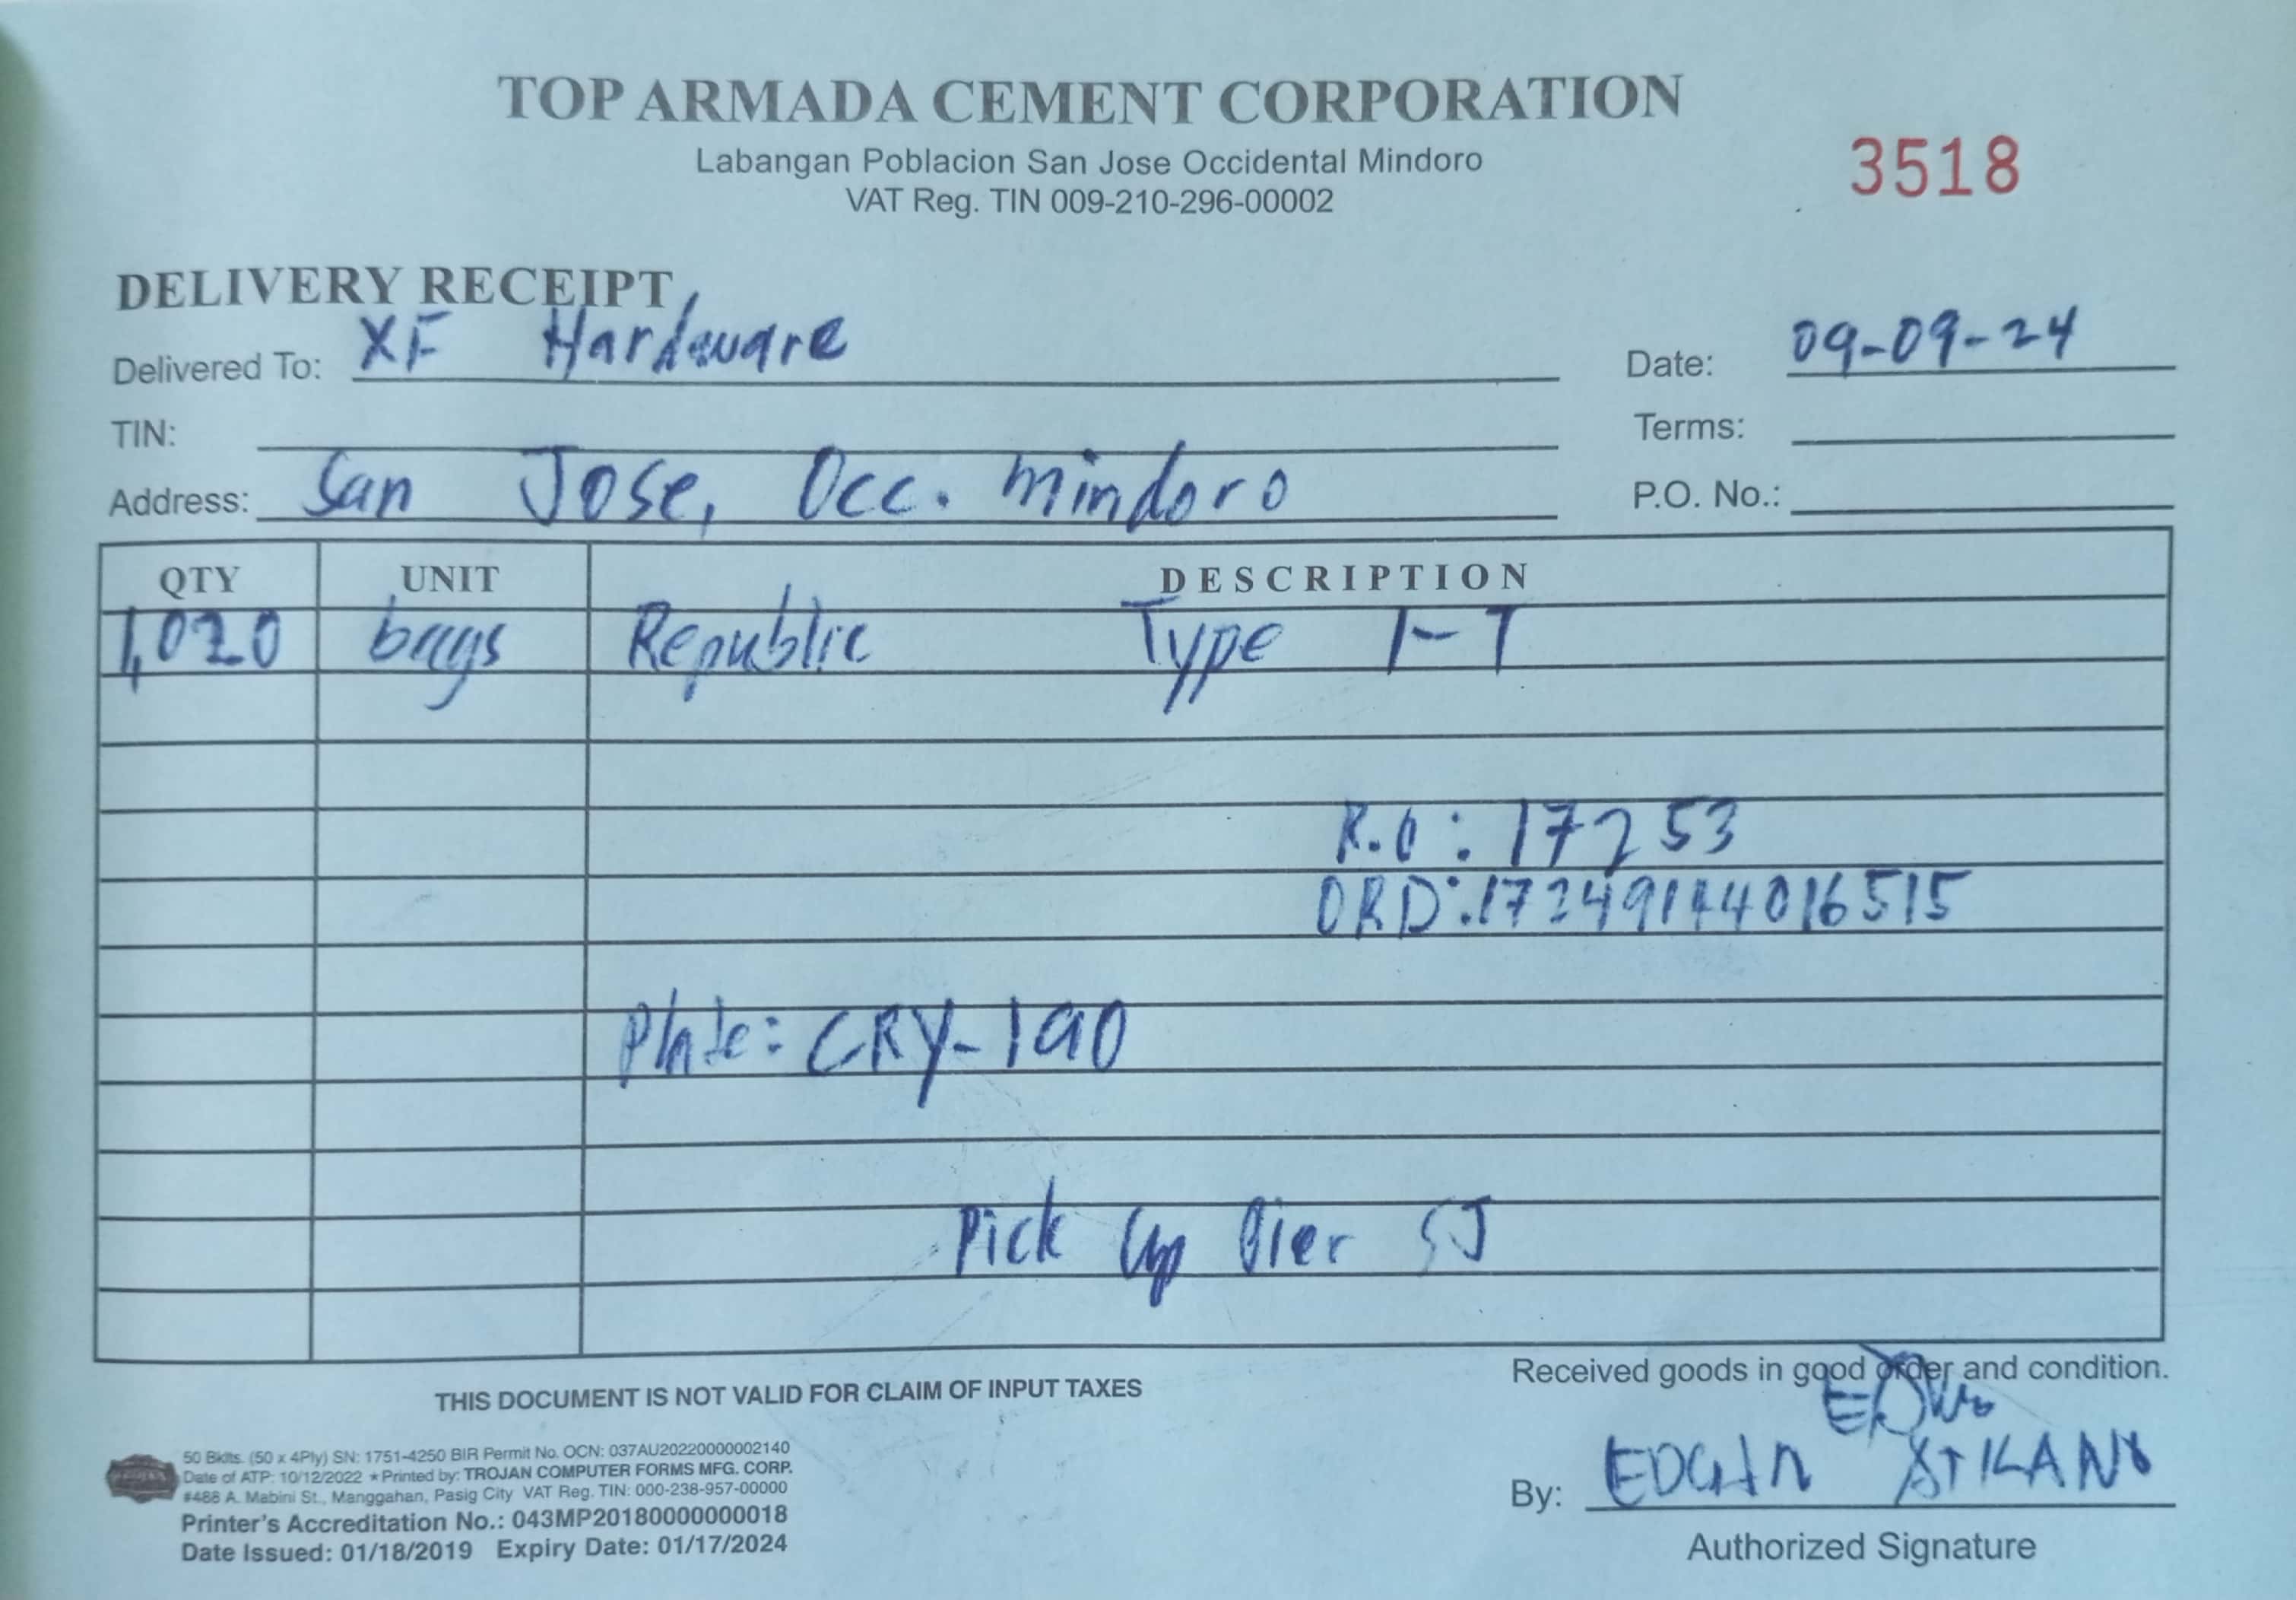 TOP ARMADA CEMENT CORPORATION
Labangan Poblacion San Jose Occidental Mindoro
VAT Reg. TIN 009-210-296-00002
3518
DELIVERY RECEIPT
Delivered To: XF Hardware
Date: 09-09-24
TIN:
Terms:
Address: San Jose, Occ. Mindoro
P.O. No.:
QTY UNIT DESCRIPTION
1,020 bags Republic Type 1-T
R.O: 17253
ORD:.17249144016515
Plate: CRY-190
Pick Up Pier SJ
THIS DOCUMENT IS NOT VALID FOR CLAIM OF INPUT TAXES
Received goods in good order and condition.
50 Bklts. (50 x 4Ply) SN: 1751-4250 BIR Permit No. OCN: 037AU20220000002140
Date of ATP: 10/12/2022 ★ Printed by: TROJAN COMPUTER FORMS MFG. CORP.
#488 A. Mabini St., Manggahan, Pasig City VAT Reg. TIN: 000-238-957-00000
Printer's Accreditation No.: 043MP20180000000018
Date Issued: 01/18/2019 Expiry Date: 01/17/2024
By: EDGAR
Authorized Signature